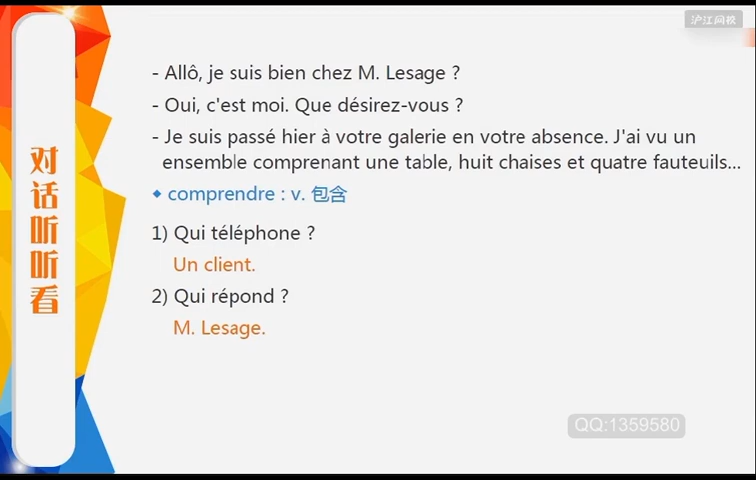 沪江网校
- Allô, je suis bien chez M. Lesage ?
- Oui, c'est moi. Que désirez-vous ?
- Je suis passé hier à votre galerie en votre absence. J'ai vu un
ensemble comprenant une table, huit chaises et quatre fauteuils...
◆ comprendre : v. 包含
1) Qui téléphone ?
Un client.
2) Qui répond ?
M. Lesage.
对话听听看
QQ:1359580